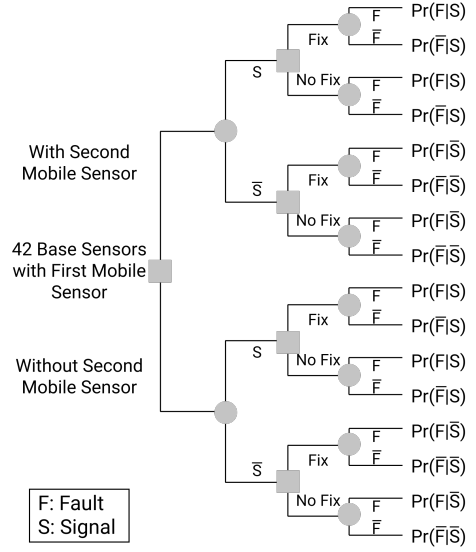 F
Pr(F|S)
Fix
F̅
Pr(F̅|S)
S
No Fix
F
Pr(F|S)
F̅
Pr(F̅|S)
With Second
Mobile Sensor
F
Pr(F|S̅)
Fix
F̅
Pr(F̅|S̅)
S̅
No Fix
F
Pr(F|S̅)
F̅
Pr(F̅|S̅)
42 Base Sensors
with First Mobile
Sensor
F
Pr(F|S)
Fix
F̅
Pr(F̅|S)
S
No Fix
F
Pr(F|S)
F̅
Pr(F̅|S)
Without Second
Mobile Sensor
F
Pr(F|S̅)
Fix
F̅
Pr(F̅|S̅)
S̅
No Fix
F
Pr(F|S̅)
F̅
Pr(F̅|S̅)
F: Fault
S: Signal